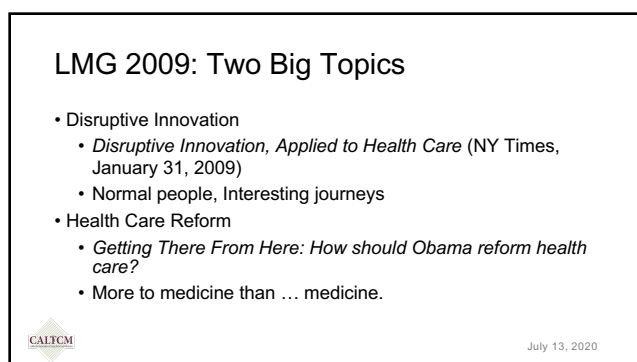 LMG 2009: Two Big Topics
• Disruptive Innovation
• Disruptive Innovation, Applied to Health Care (NY Times,
January 31, 2009)
• Normal people, Interesting journeys
• Health Care Reform
• Getting There From Here: How should Obama reform health
care?
• More to medicine than … medicine.
CALTCM
July 13, 2020